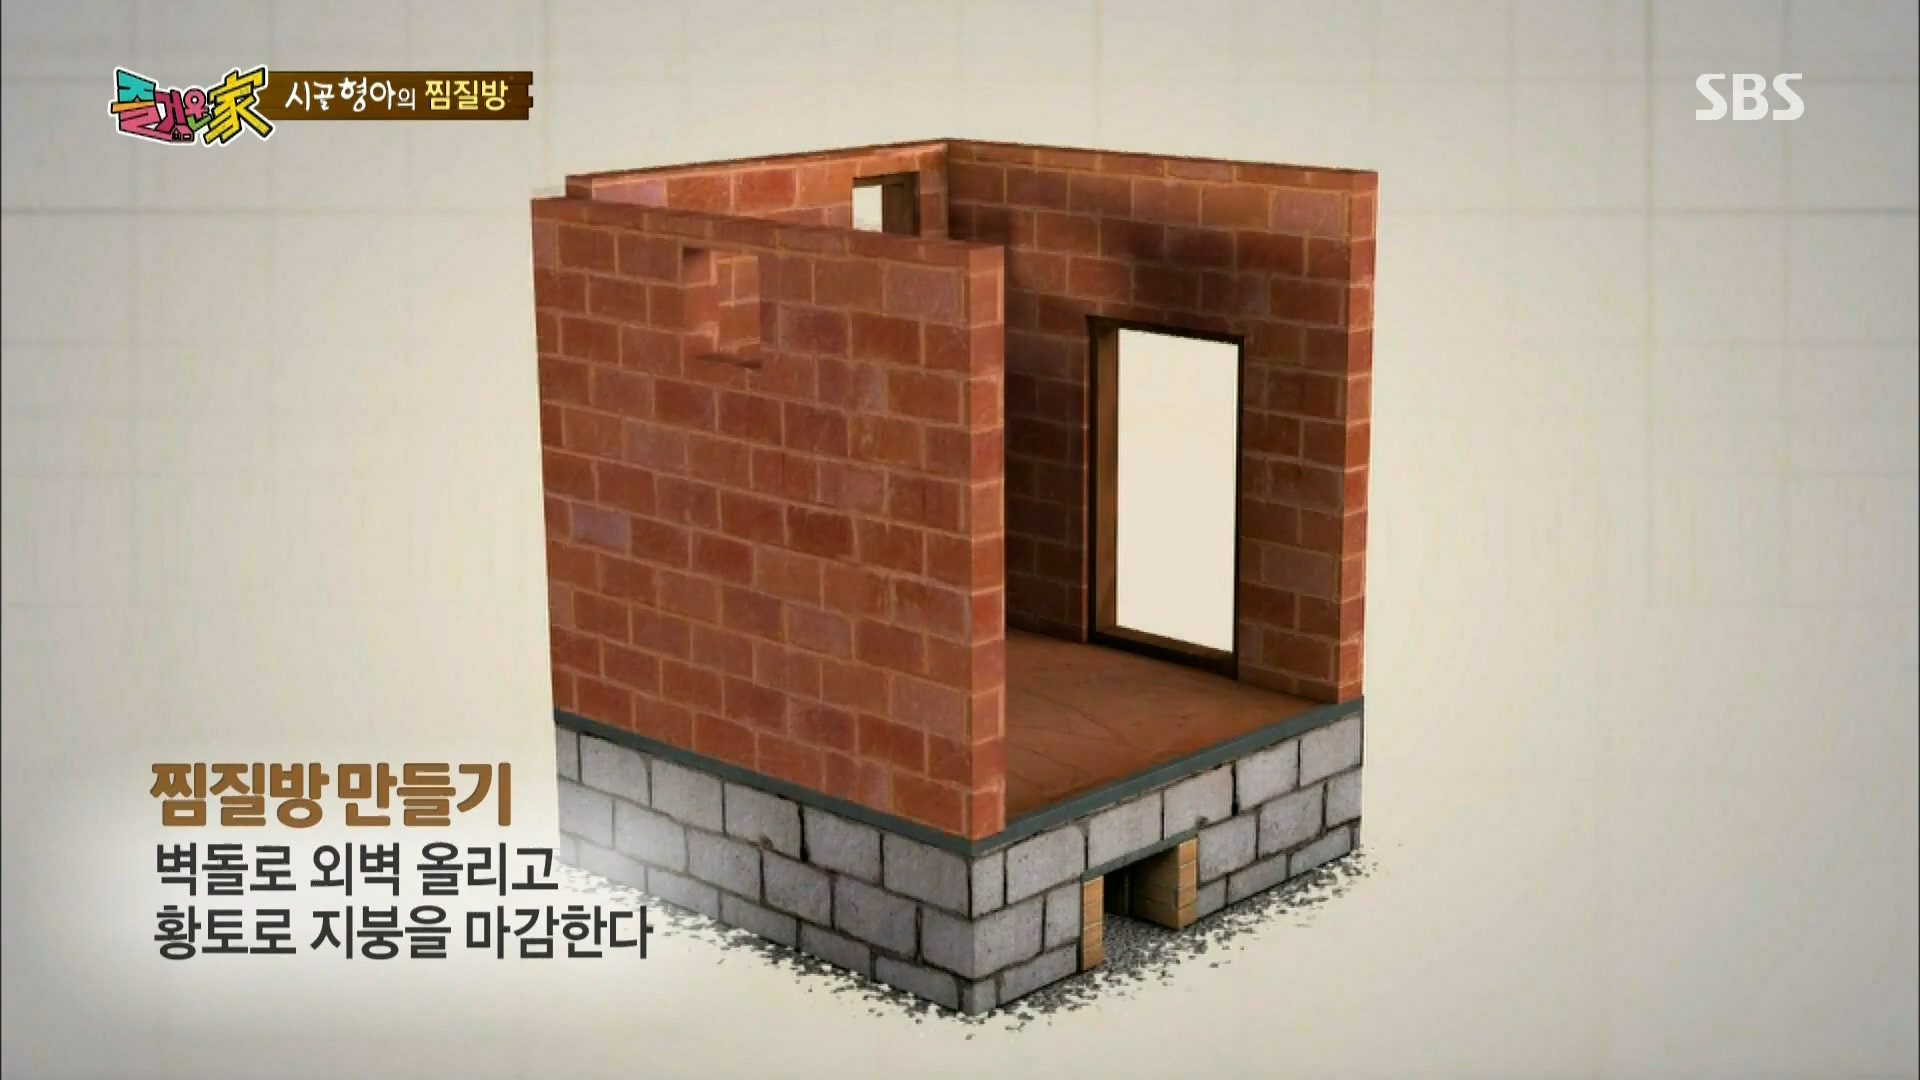 즐거운家 시골형아의 찜질방
SBS
찜질방 만들기
벽돌로 외벽 올리고
황토로 지붕을 마감한다